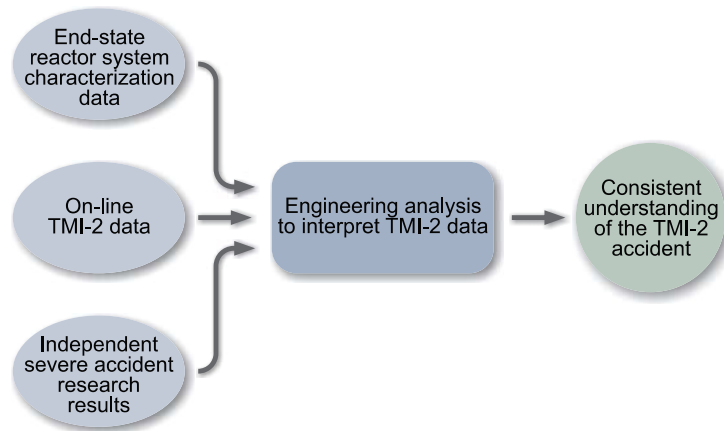 End-state
reactor system
characterization
data
On-line
TMI-2 data
Independent
severe accident
research
results
Engineering analysis
to interpret TMI-2 data
Consistent
understanding
of the TMI-2
accident